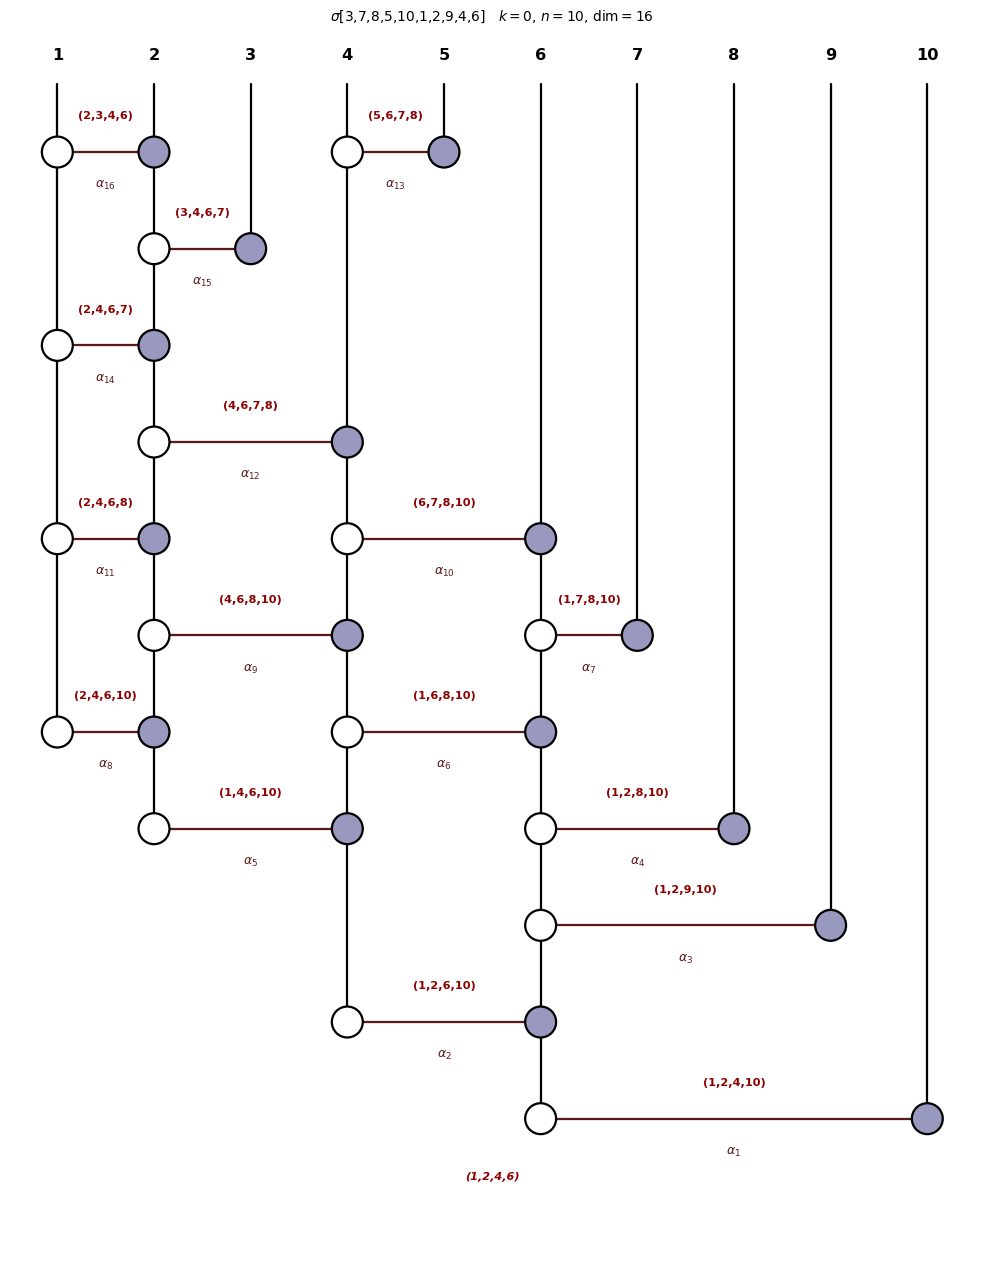 σ[3,7,8,5,10,1,2,9,4,6] k = 0, n = 10, dim = 16
1 2 3 4 5 6 7 8 9 10
(2,3,4,6) (5,6,7,8)
α₁₆ α₁₃
(3,4,6,7)
α₁₅
(2,4,6,7)
α₁₄
(4,6,7,8)
α₁₂
(2,4,6,8) (6,7,8,10)
α₁₁ α₁₀
(4,6,8,10) (1,7,8,10)
α₉ α₇
(2,4,6,10) (1,6,8,10)
α₈ α₆
(1,4,6,10) (1,2,8,10)
α₅ α₄
(1,2,9,10)
α₃
(1,2,6,10)
α₂
(1,2,4,10)
α₁
(1,2,4,6)